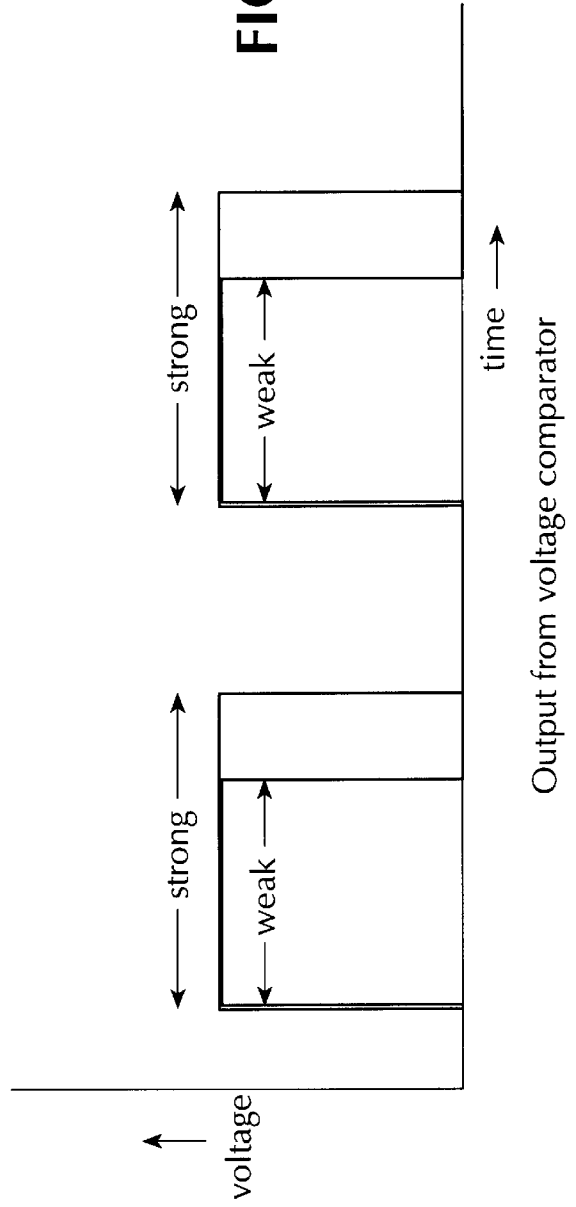 FIG
strong
strong
weak
weak
voltage
time
Output from voltage comparator